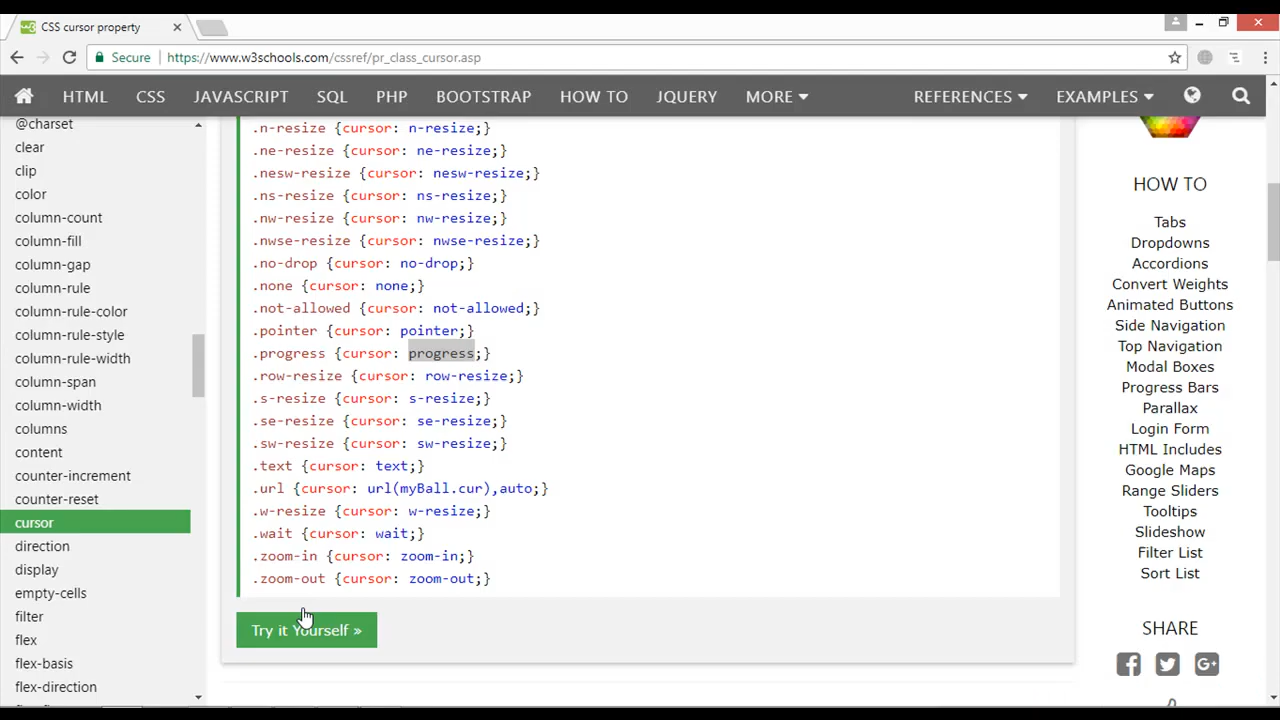 CSS cursor property
Secure https://www.w3schools.com/cssref/pr_class_cursor.asp
HTML CSS JAVASCRIPT SQL PHP BOOTSTRAP HOW TO JQUERY MORE REFERENCES EXAMPLES
@charset
clear
clip
color
column-count
column-fill
column-gap
column-rule
column-rule-color
column-rule-style
column-rule-width
column-span
column-width
columns
content
counter-increment
counter-reset
cursor
direction
display
empty-cells
filter
flex
flex-basis
flex-direction
.n-resize {cursor: n-resize;}
.ne-resize {cursor: ne-resize;}
.nesw-resize {cursor: nesw-resize;}
.ns-resize {cursor: ns-resize;}
.nw-resize {cursor: nw-resize;}
.nwse-resize {cursor: nwse-resize;}
.no-drop {cursor: no-drop;}
.none {cursor: none;}
.not-allowed {cursor: not-allowed;}
.pointer {cursor: pointer;}
.progress {cursor: progress;}
.row-resize {cursor: row-resize;}
.s-resize {cursor: s-resize;}
.se-resize {cursor: se-resize;}
.sw-resize {cursor: sw-resize;}
.text {cursor: text;}
.url {cursor: url(myBall.cur),auto;}
.w-resize {cursor: w-resize;}
.wait {cursor: wait;}
.zoom-in {cursor: zoom-in;}
.zoom-out {cursor: zoom-out;}
Try it Yourself »
HOW TO
Tabs
Dropdowns
Accordions
Convert Weights
Animated Buttons
Side Navigation
Top Navigation
Modal Boxes
Progress Bars
Parallax
Login Form
HTML Includes
Google Maps
Range Sliders
Tooltips
Slideshow
Filter List
Sort List
SHARE